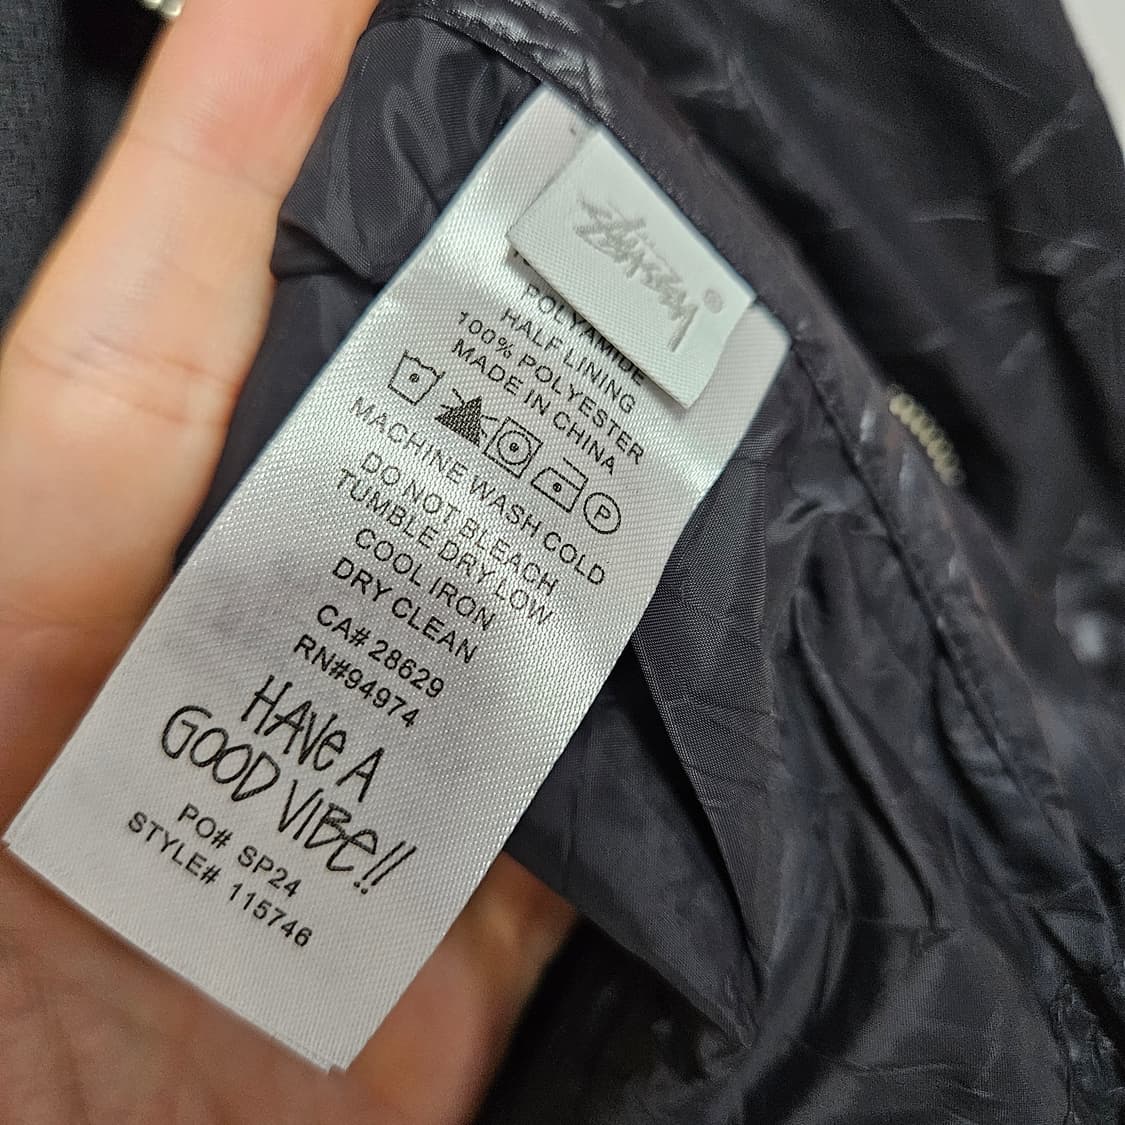 Stüssy®
POLYAMIDE
HALF LINING
100% POLYESTER
MADE IN CHINA
P
MACHINE WASH COLD
DO NOT BLEACH
TUMBLE DRY LOW
COOL IRON
DRY CLEAN
CA# 28629
RN#94974
HAVE A
GOOD VIBE!!
PO# SP24
STYLE# 115746